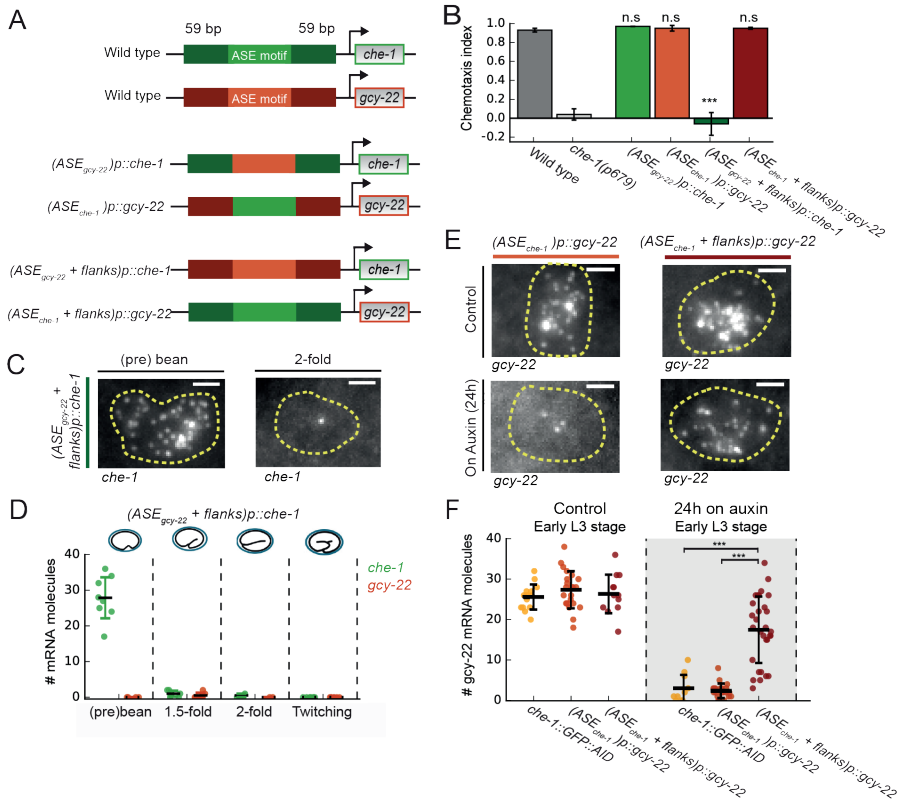 A
59 bp 59 bp
Wild type ASE motif che-1
Wild type ASE motif gcy-22
(ASEgcy-22)p::che-1 che-1
(ASEche-1)p::gcy-22 gcy-22
(ASEgcy-22 + flanks)p::che-1 che-1
(ASEche-1 + flanks)p::gcy-22 gcy-22
B
Chemotaxis index
n.s n.s *** n.s
0.8
0.6
0.4
0.2
0.0
-0.2
Wild type
che-1(p679)
(ASEgcy-22)p::che-1
(ASEche-1)p::gcy-22
(ASEgcy-22 + flanks)p::che-1
(ASEche-1 + flanks)p::gcy-22
C
(pre) bean 2-fold
(ASEgcy-22 +
flanks)p::che-1
che-1 che-1
D
(ASEgcy-22 + flanks)p::che-1
# mRNA molecules
40
30
20
10
0
che-1
gcy-22
(pre)bean 1.5-fold 2-fold Twitching
E
(ASEche-1)p::gcy-22 (ASEche-1 + flanks)p::gcy-22
Control
gcy-22 gcy-22
On Auxin (24h)
gcy-22 gcy-22
F
Control 24h on auxin
Early L3 stage Early L3 stage
***
***
# gcy-22 mRNA molecules
40
30
20
10
0
che-1::GFP::AID
(ASEche-1)p::gcy-22
(ASEche-1 + flanks)p::gcy-22
che-1::GFP::AID
(ASEche-1)p::gcy-22
(ASEche-1 + flanks)p::gcy-22